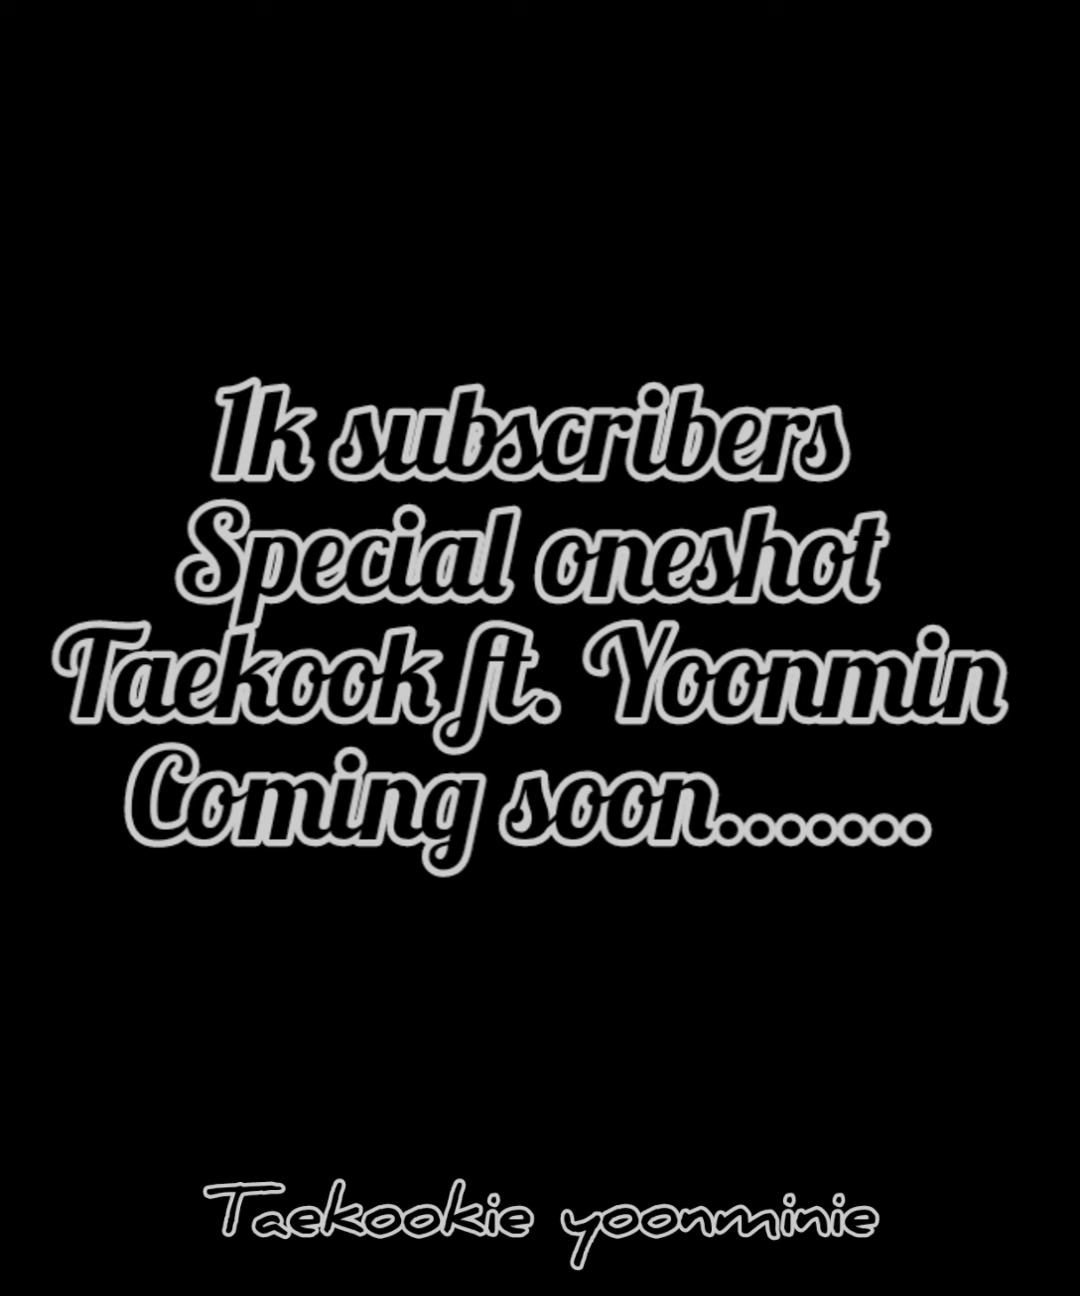 1k subscribers
Special oneshot
Taekook ft. Yoonmin
Coming soon.......
Taekookie yoonminie